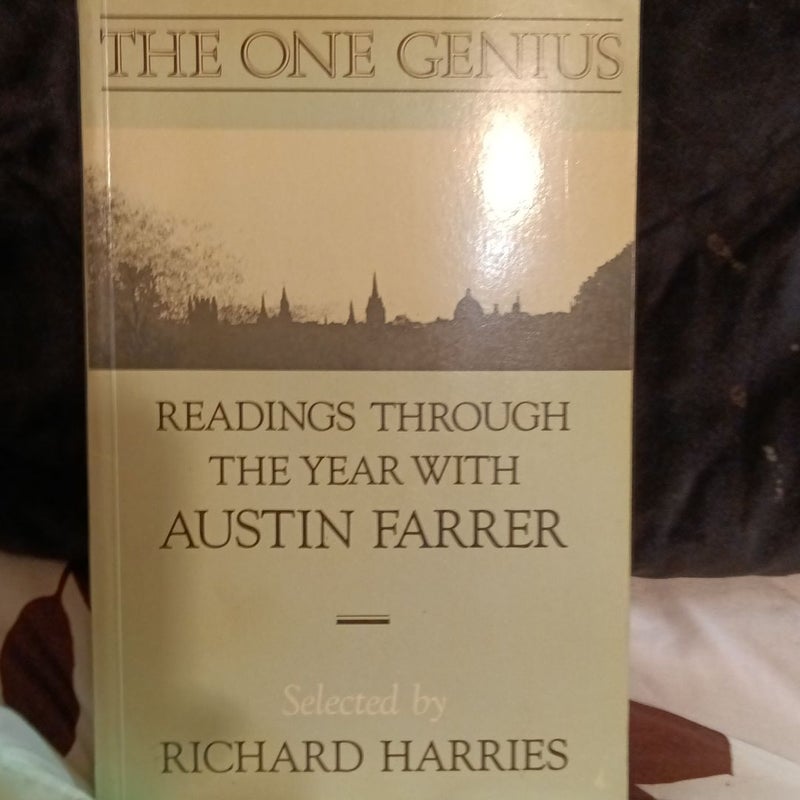 THE ONE GENIUS
READINGS THROUGH
THE YEAR WITH
AUSTIN FARRER
Selected by
RICHARD HARRIES